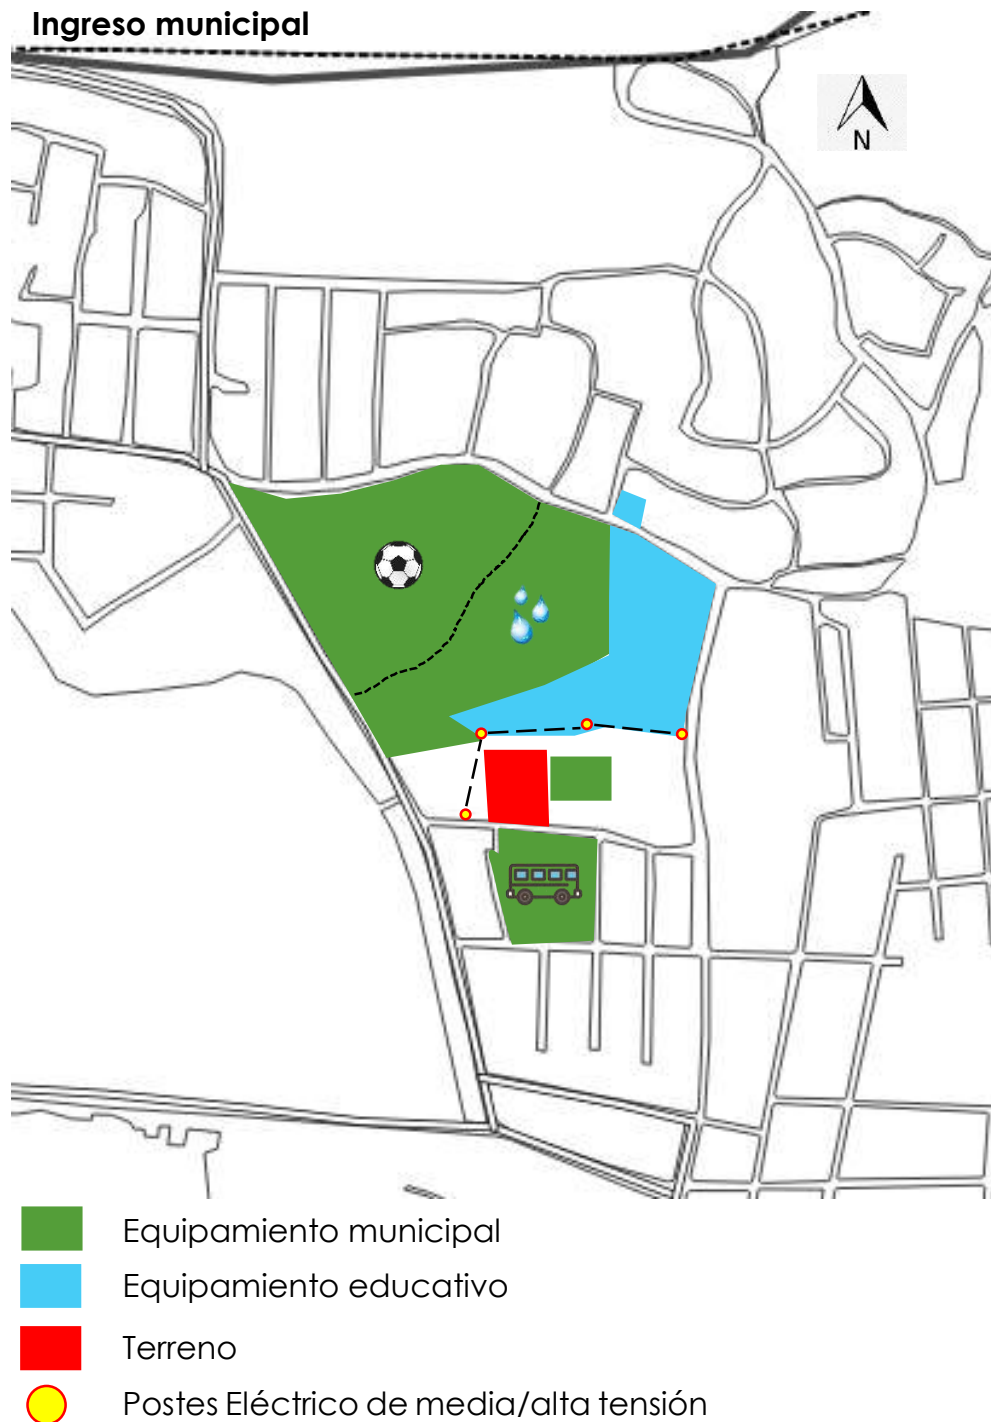 Ingreso municipal
N
Equipamiento municipal
Equipamiento educativo
Terreno
Postes Eléctrico de media/alta tensión